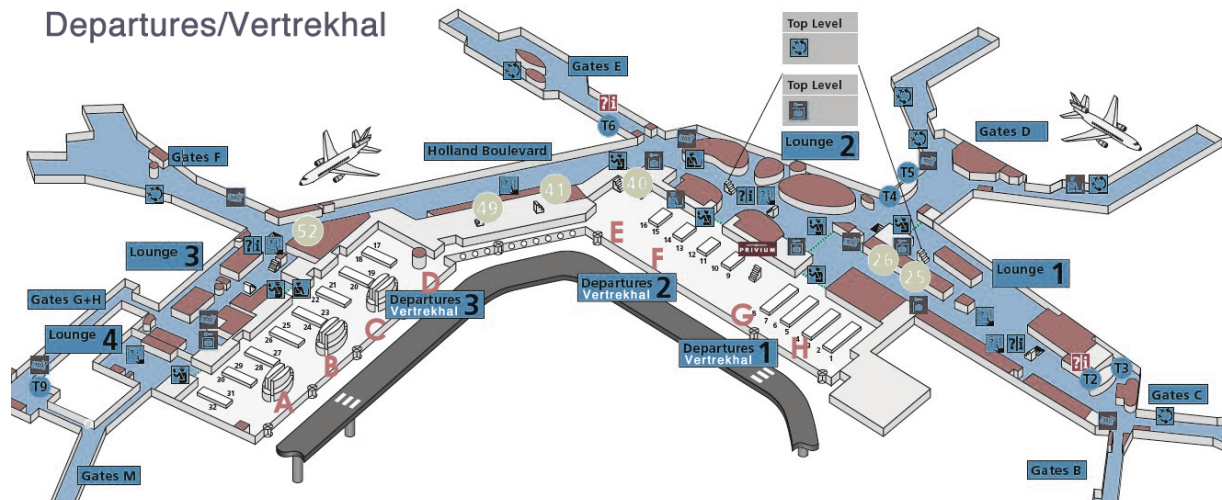 Departures/Vertrekhal
Top Level
Top Level
Gates E
T6
Gates D
Lounge 2
Holland Boulevard
Gates F
T5
T4
40
41
49
52
Lounge 3
PRIVIUM
26
25
Lounge 1
16
15
14
13
12
11
10
9
8
7
6
5
4
3
2
1
E
F
G
H
D
C
B
A
17
18
19
20
21
22
23
24
25
26
27
28
29
30
31
32
Departures
Vertrekhal 3
Departures
Vertrekhal 2
Departures
Vertrekhal 1
Gates G+H
Lounge 4
T9
T3
T2
Gates C
Gates B
Gates M